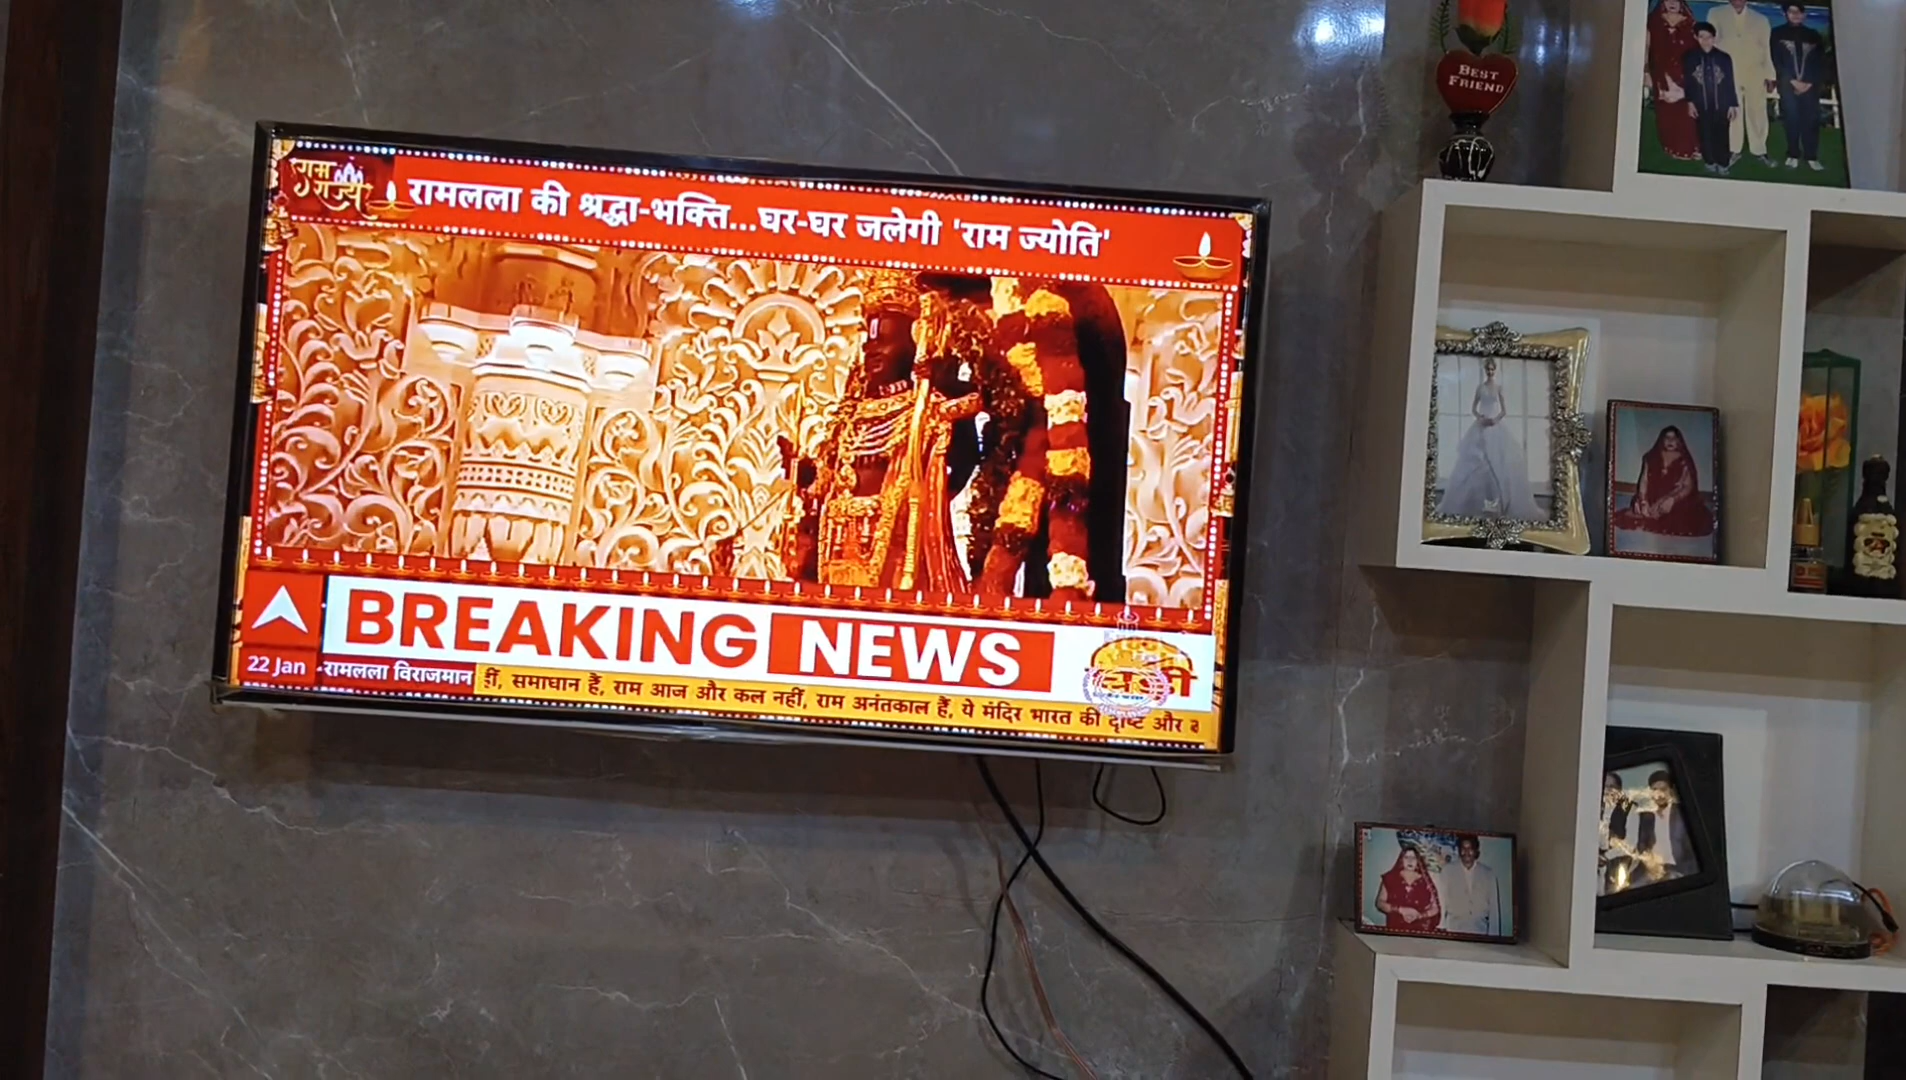 राम
राज्य
रामलला की श्रद्धा-भक्ति...घर-घर जलेगी 'राम ज्योति'
BEST
FRIEND
BREAKING NEWS
22 Jan
रामलला विराजमान
हीं, समाधान हैं, राम आज और कल नहीं, राम अनंतकाल हैं, ये मंदिर भारत की दृष्टि और